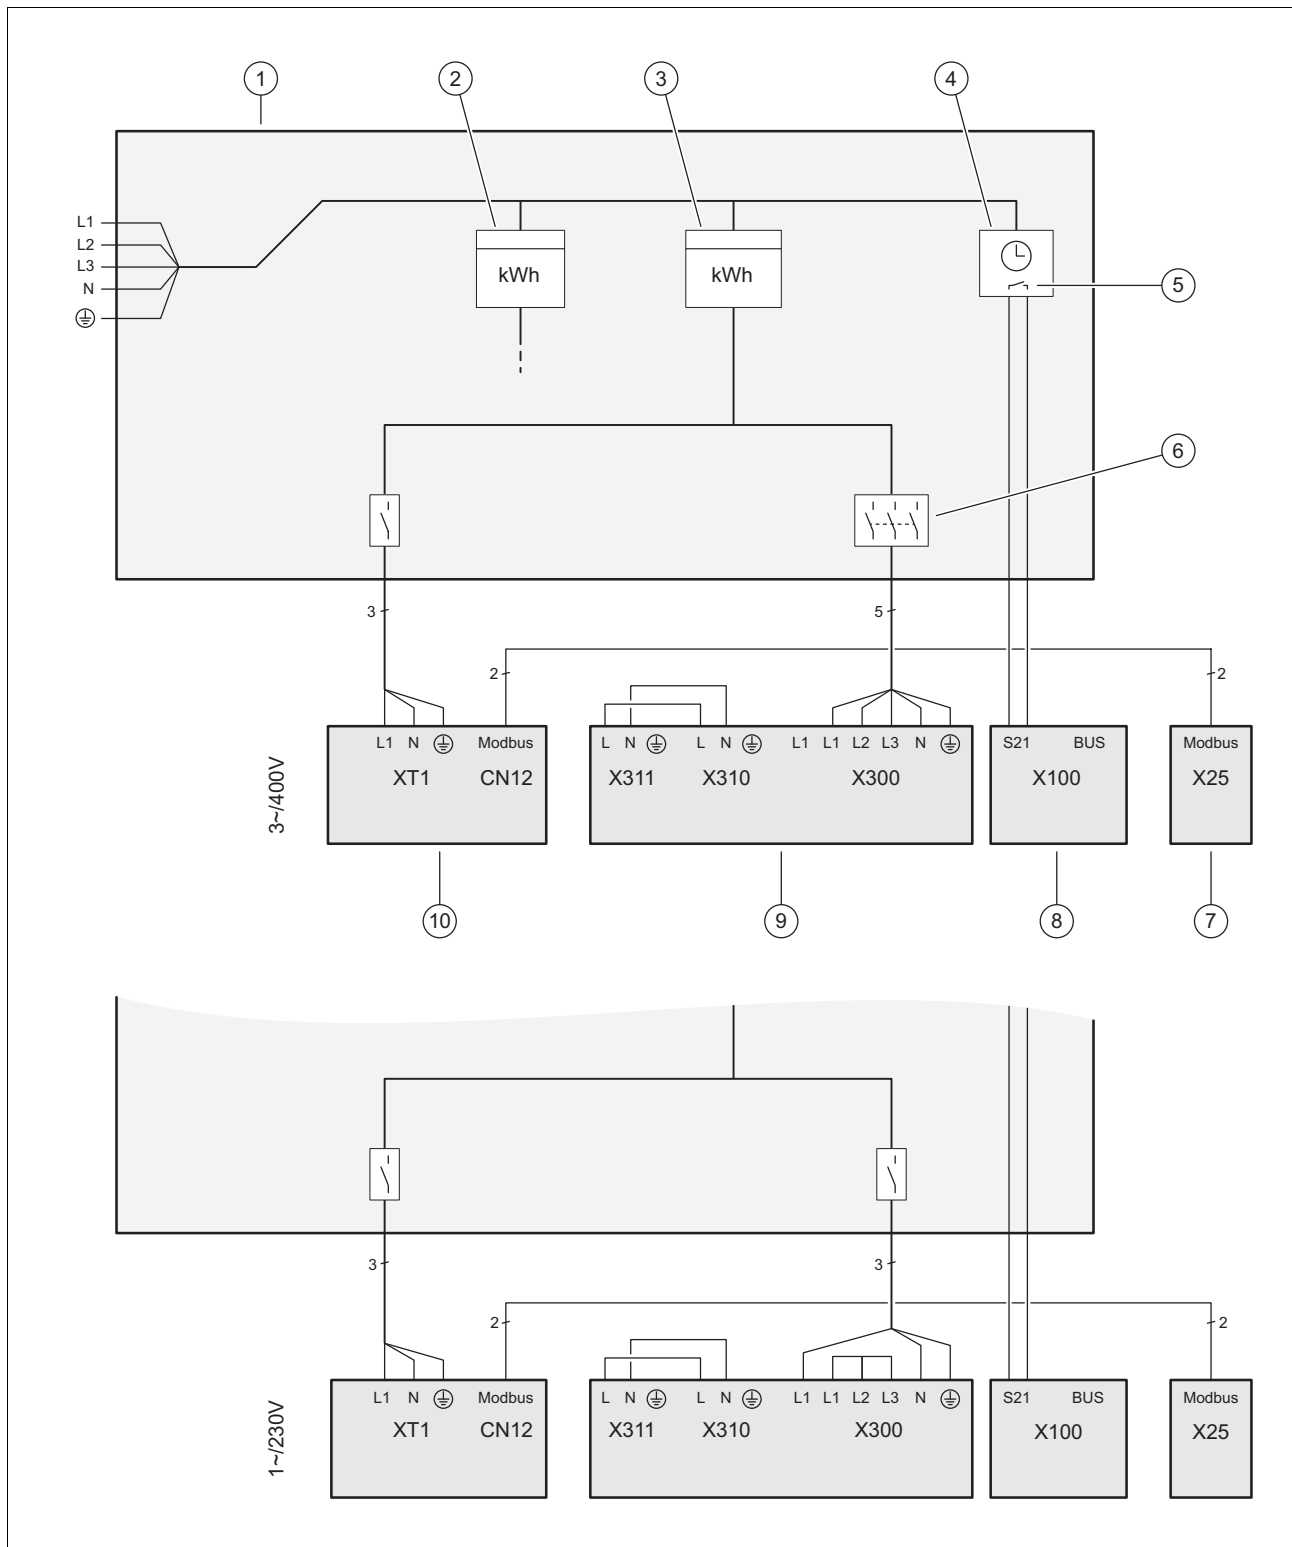 1 2 3 4
L1
L2
L3
N
kWh kWh
5
6
3 5
2 2
L1 N Modbus L N L N L1 L1 L2 L3 N S21 BUS Modbus
XT1 CN12 X311 X310 X300 X100 X25
3~/400V
10 9 8 7
3 3
2 2
L1 N Modbus L N L N L1 L1 L2 L3 N S21 BUS Modbus
XT1 CN12 X311 X310 X300 X100 X25
1~/230V